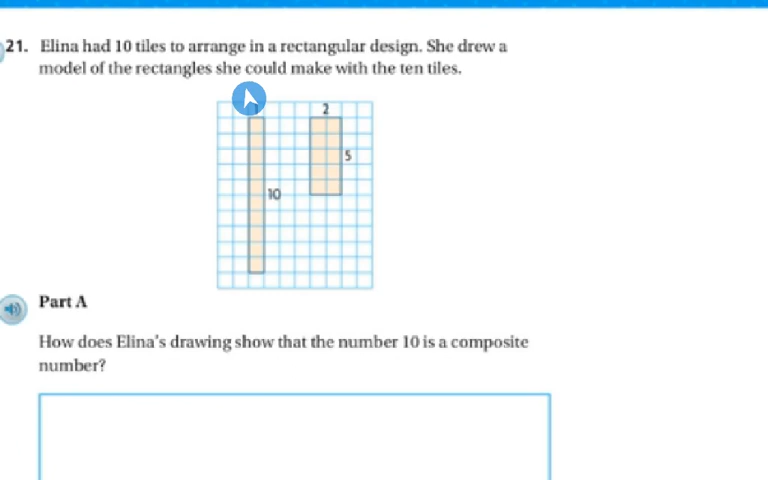 21. Elina had 10 tiles to arrange in a rectangular design. She drew a
model of the rectangles she could make with the ten tiles.
2
5
10
Part A
How does Elina's drawing show that the number 10 is a composite
number?